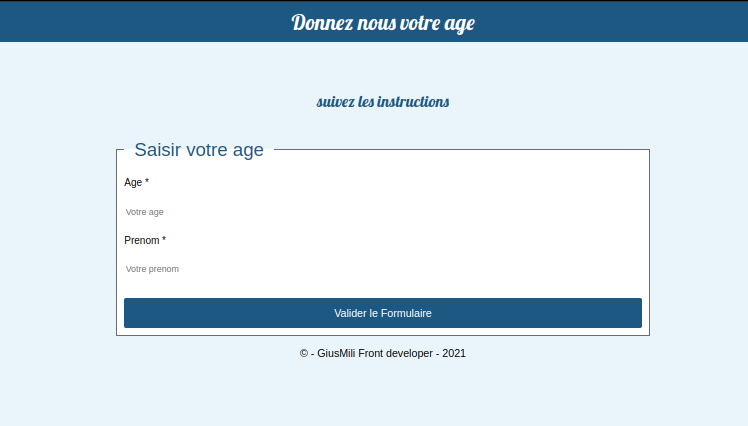 Donnez nous votre age
suivez les instructions
Saisir votre age
Age *
Votre age
Prenom *
Votre prenom
Valider le Formulaire
© - GiusMili Front developer - 2021